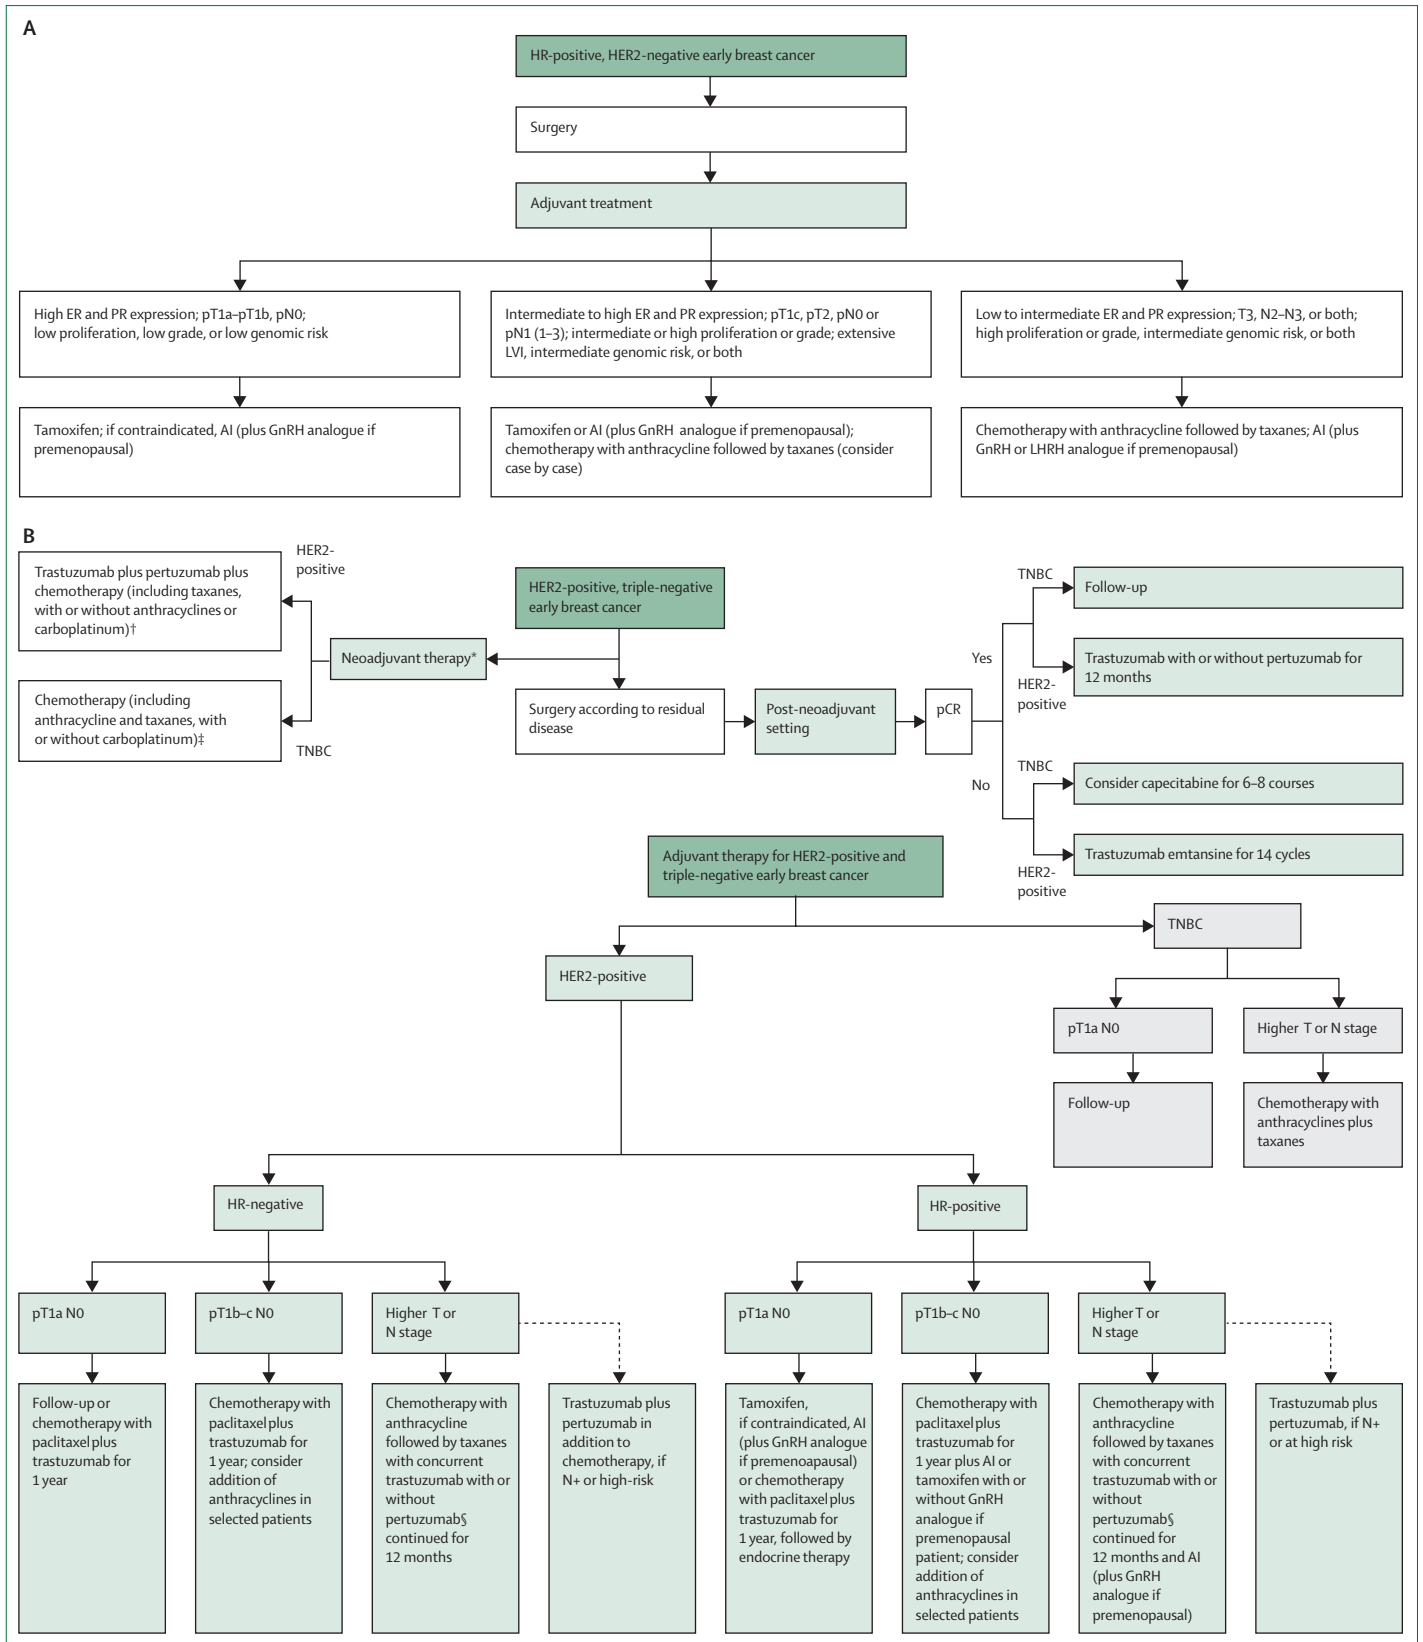 A
HR-positive, HER2-negative early breast cancer
Surgery
Adjuvant treatment
High ER and PR expression; pT1a–pT1b, pN0;
low proliferation, low grade, or low genomic risk
Intermediate to high ER and PR expression; pT1c, pT2, pN0 or
pN1 (1–3); intermediate or high proliferation or grade; extensive
LVI, intermediate genomic risk, or both
Low to intermediate ER and PR expression; T3, N2–N3, or both;
high proliferation or grade, intermediate genomic risk, or both
Tamoxifen; if contraindicated, AI (plus GnRH analogue if
premenopausal)
Tamoxifen or AI (plus GnRH analogue if premenopausal);
chemotherapy with anthracycline followed by taxanes (consider
case by case)
Chemotherapy with anthracycline followed by taxanes; AI (plus
GnRH or LHRH analogue if premenopausal)
B
Trastuzumab plus pertuzumab plus
chemotherapy (including taxanes,
with or without anthracyclines or
carboplatinum)†
HER2-
positive
Chemotherapy (including
anthracycline and taxanes, with
or without carboplatinum)‡
TNBC
Neoadjuvant therapy*
HER2-positive, triple-negative
early breast cancer
Surgery according to residual
disease
Post-neoadjuvant
setting
pCR
Yes
TNBC
Follow-up
HER2-
positive
Trastuzumab with or without pertuzumab for
12 months
No
TNBC
Consider capecitabine for 6–8 courses
HER2-
positive
Trastuzumab emtansine for 14 cycles
Adjuvant therapy for HER2-positive and
triple-negative early breast cancer
TNBC
HER2-positive
pT1a N0
Higher T or N stage
Follow-up
Chemotherapy with
anthracyclines plus
taxanes
HR-negative
HR-positive
pT1a N0
pT1b–c N0
Higher T or
N stage
pT1a N0
pT1b–c N0
Higher T or
N stage
Follow-up or
chemotherapy with
paclitaxel plus
trastuzumab for
1 year
Chemotherapy with
paclitaxel plus
trastuzumab for
1 year; consider
addition of
anthracyclines in
selected patients
Chemotherapy with
anthracycline
followed by taxanes
with concurrent
trastuzumab with or
without
pertuzumab§
continued for
12 months
Trastuzumab plus
pertuzumab in
addition to
chemotherapy, if
N+ or high-risk
Tamoxifen,
if contraindicated, AI
(plus GnRH analogue
if premenoapausal)
or chemotherapy
with paclitaxel plus
trastuzumab for
1 year, followed by
endocrine therapy
Chemotherapy with
paclitaxel plus
trastuzumab for
1 year plus AI or
tamoxifen with or
without GnRH
analogue if
premenopausal
patient; consider
addition of
anthracyclines in
selected patients
Chemotherapy with
anthracycline
followed by taxanes
with concurrent
trastuzumab with or
without
pertuzumab§
continued for
12 months and AI
(plus GnRH
analogue if
premenopausal)
Trastuzumab plus
pertuzumab, if N+
or at high risk